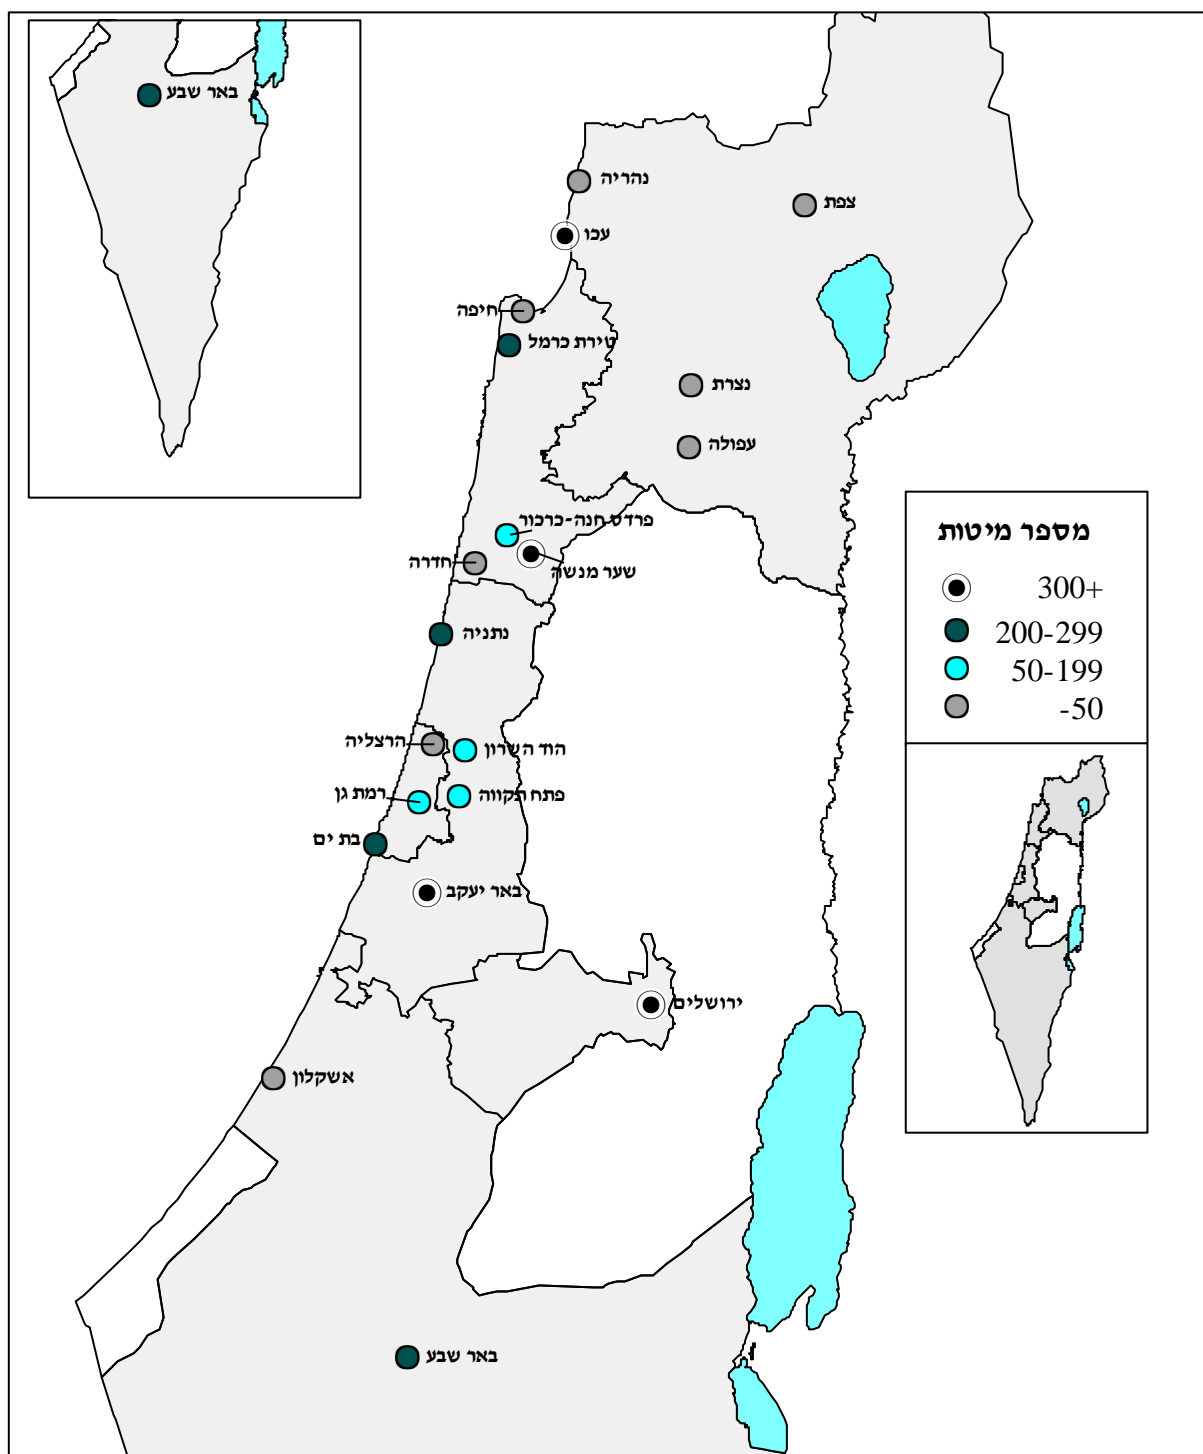 באר שבע
נהריה
צפת
עכו
חיפה
טירת כרמל
נצרת
עפולה
פרדס חנה-כרכור
שער מנשה
חדרה
נתניה
הרצליה
הוד השרון
רמת גן
פתח תקווה
בת ים
באר יעקב
ירושלים
אשקלון
באר שבע
מספר מיטות
300+
200-299
50-199
-50